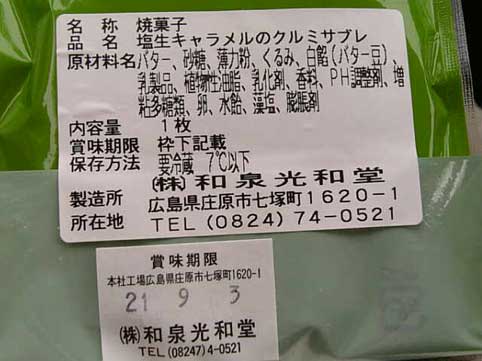 名 称 焼菓子
品 名 塩生キャラメルのクルミサブレ
原材料名 バター、砂糖、薄力粉、くるみ、白餡（バター豆）、
乳製品、植物性油脂、乳化剤、香料、PH調整剤、増
粘多糖類、卵、水飴、藻塩、膨脹剤
内容量 1枚
賞味期限 枠下記載
保存方法 要冷蔵 7℃以下
（株）和泉光和堂
製造所 広島県庄原市七塚町1620-1
所在地 TEL(0824)74-0521
賞味期限
本社工場広島県庄原市七塚町1620-1
21 9 3
（株）和泉光和堂
TEL(08247)4-0521